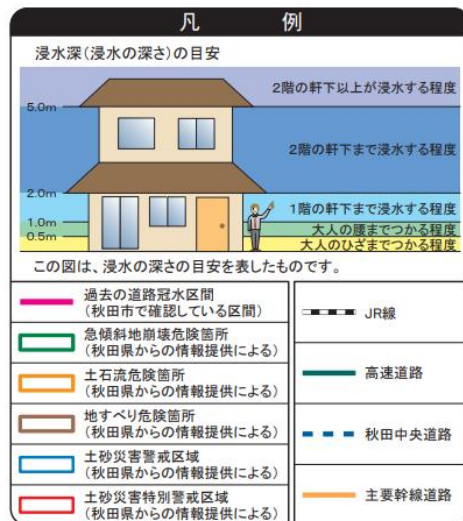 凡例
浸水深(浸水の深さ)の目安
2階の軒下以上が浸水する程度
5.0m
2階の軒下まで浸水する程度
2.0m
1階の軒下まで浸水する程度
1.0m
大人の腰までつかる程度
0.5m
大人のひざまでつかる程度
この図は、浸水の深さの目安を表したものです。
過去の道路冠水区間
(秋田市で確認している区間)
急傾斜地崩壊危険箇所
(秋田県からの情報提供による)
土石流危険箇所
(秋田県からの情報提供による)
地すべり危険箇所
(秋田県からの情報提供による)
土砂災害警戒区域
(秋田県からの情報提供による)
土砂災害特別警戒区域
(秋田県からの情報提供による)
JR線
高速道路
秋田中央道路
主要幹線道路